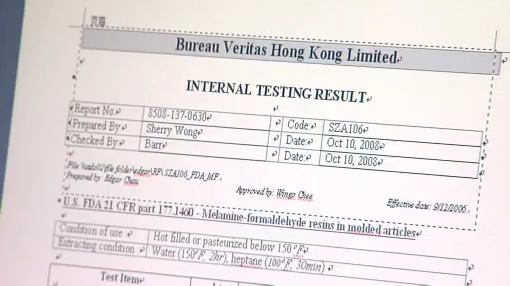 頁首
Bureau Veritas Hong Kong Limited
INTERNAL TESTING RESULT
Report No 8508-137-0630 Code: SZA106
Prepared By Sherry Wong Date: Oct 10, 2008
Checked By Barr Date: Oct 10, 2008
Prepared by: Edgar Chau Approved by: Wingo Chee Effective date: 9/12/2006
U.S. FDA 21 CFR part 177.1460 - Melamine-formaldehyde resins in molded articles
Condition of use Hot filled or pasteurized below 150°F
Extracting condition Water (150°F, 2hr), heptane (100°F, 30min)
Test Item